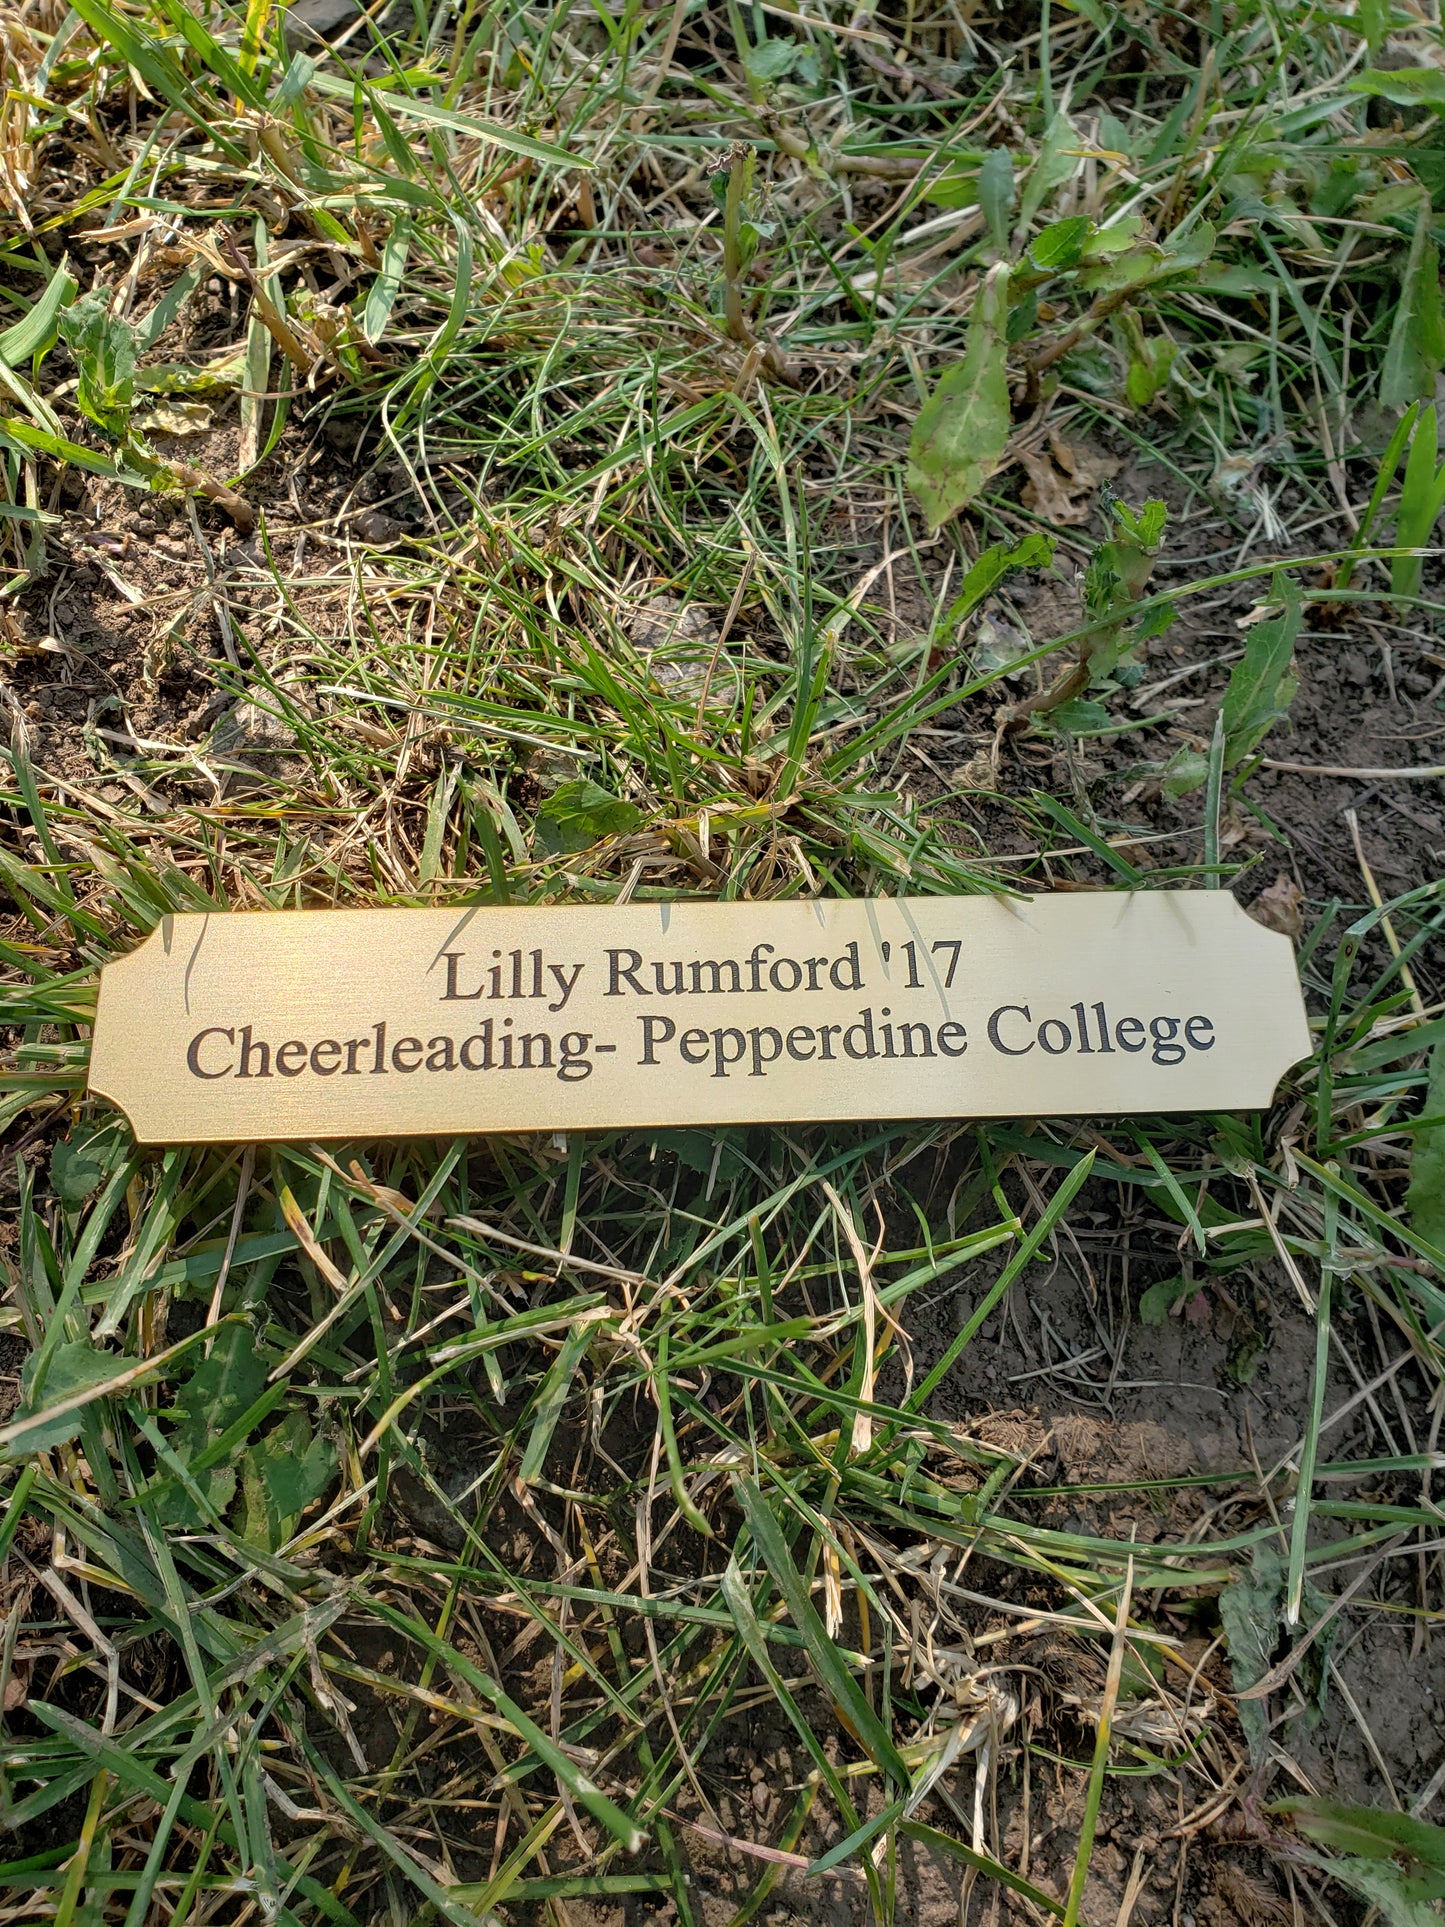 Lilly Rumford '17
Cheerleading- Pepperdine College